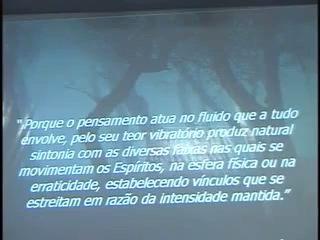 "Porque o pensamento atua no fluido que a tudo
envolve, pelo seu teor vibratório produz natural
sintonia com as diversas faixas nas quais se
movimentam os Espíritos, na esfera física ou na
erraticidade, estabelecendo vínculos que se
estreitam em razão da intensidade mantida."